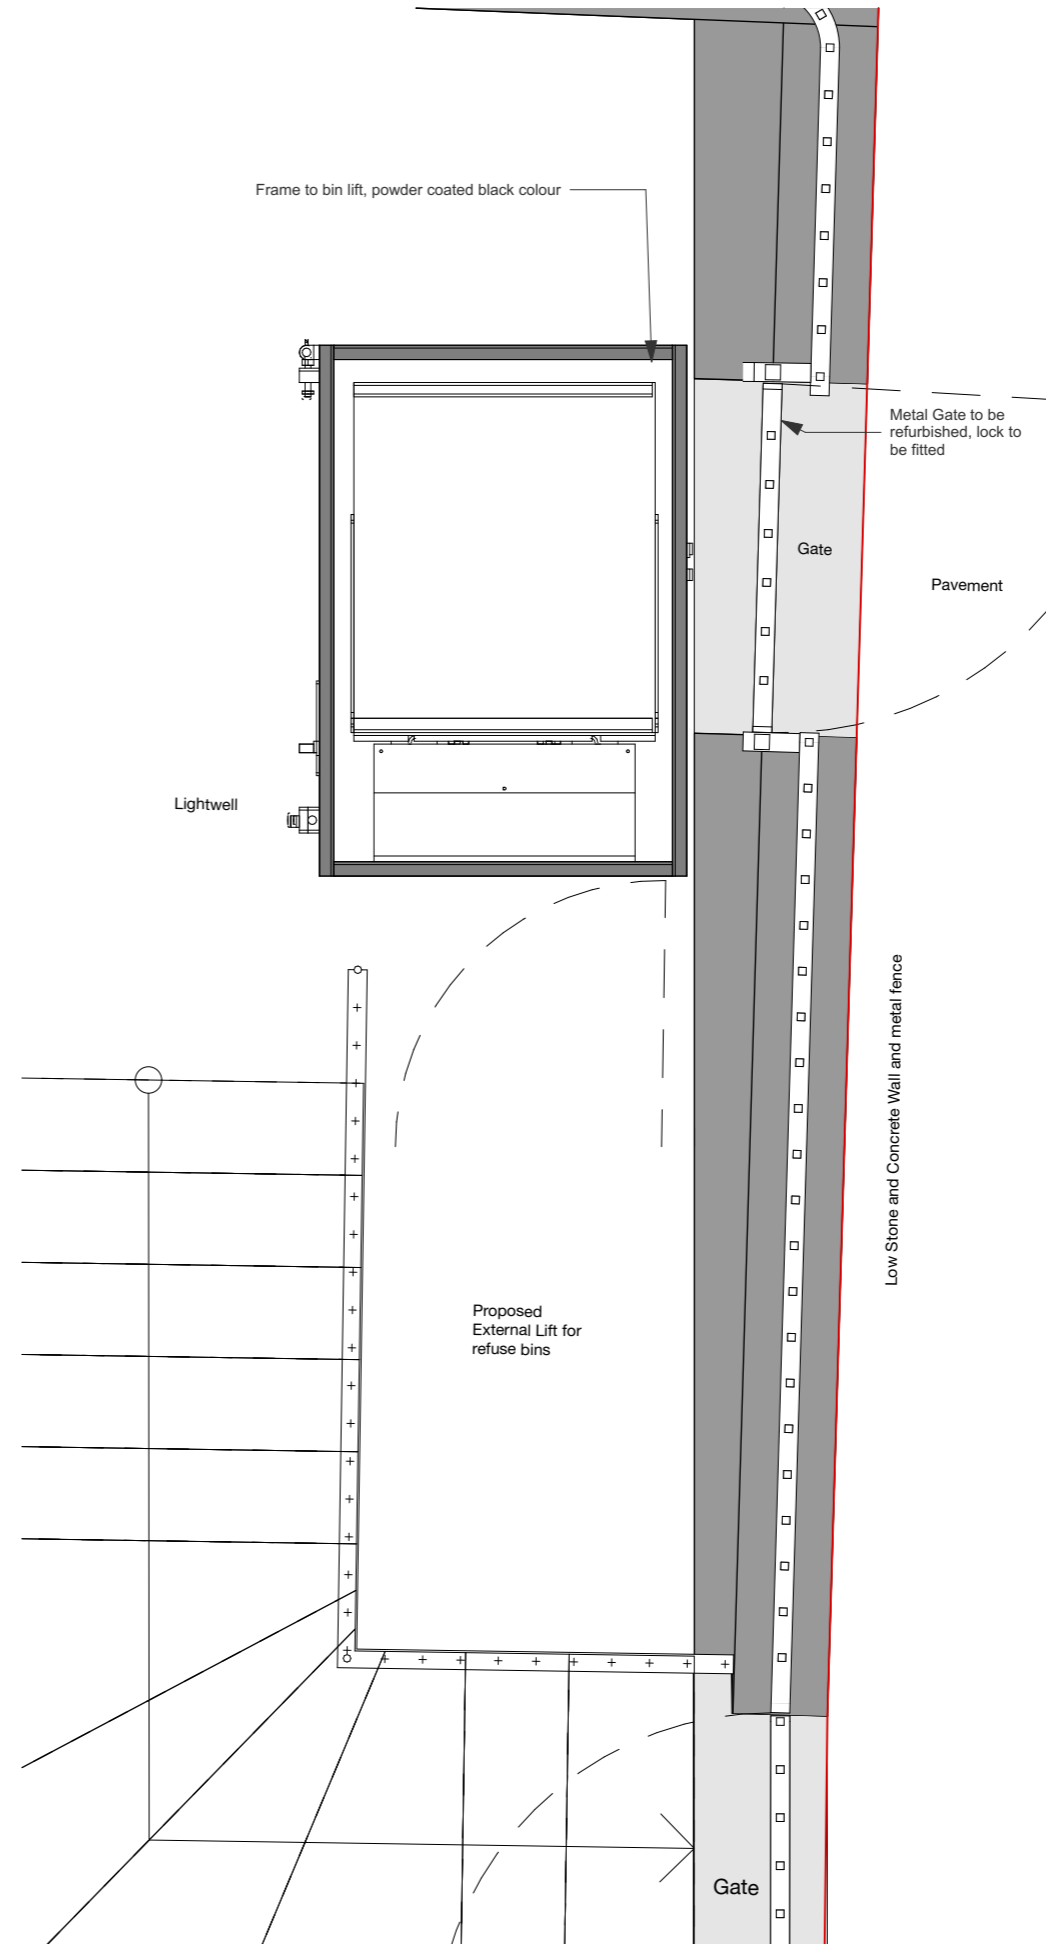 Frame to bin lift, powder coated black colour
Metal Gate to be
refurbished, lock to
be fitted
Gate
Pavement
Lightwell
Low Stone and Concrete Wall and metal fence
Proposed
External Lift for
refuse bins
Gate